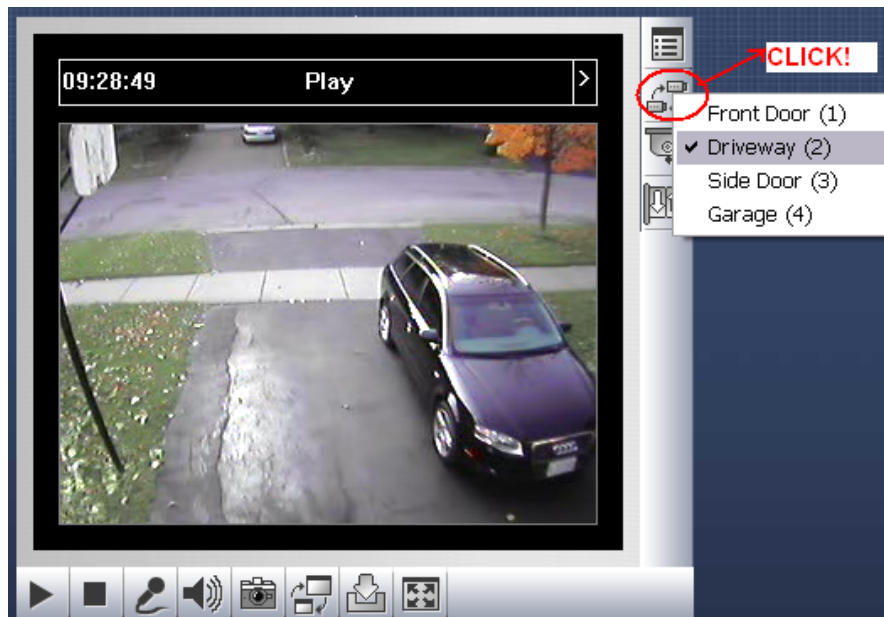 CLICK!
09:28:49 Play >
Front Door (1)
✔ Driveway (2)
Side Door (3)
Garage (4)